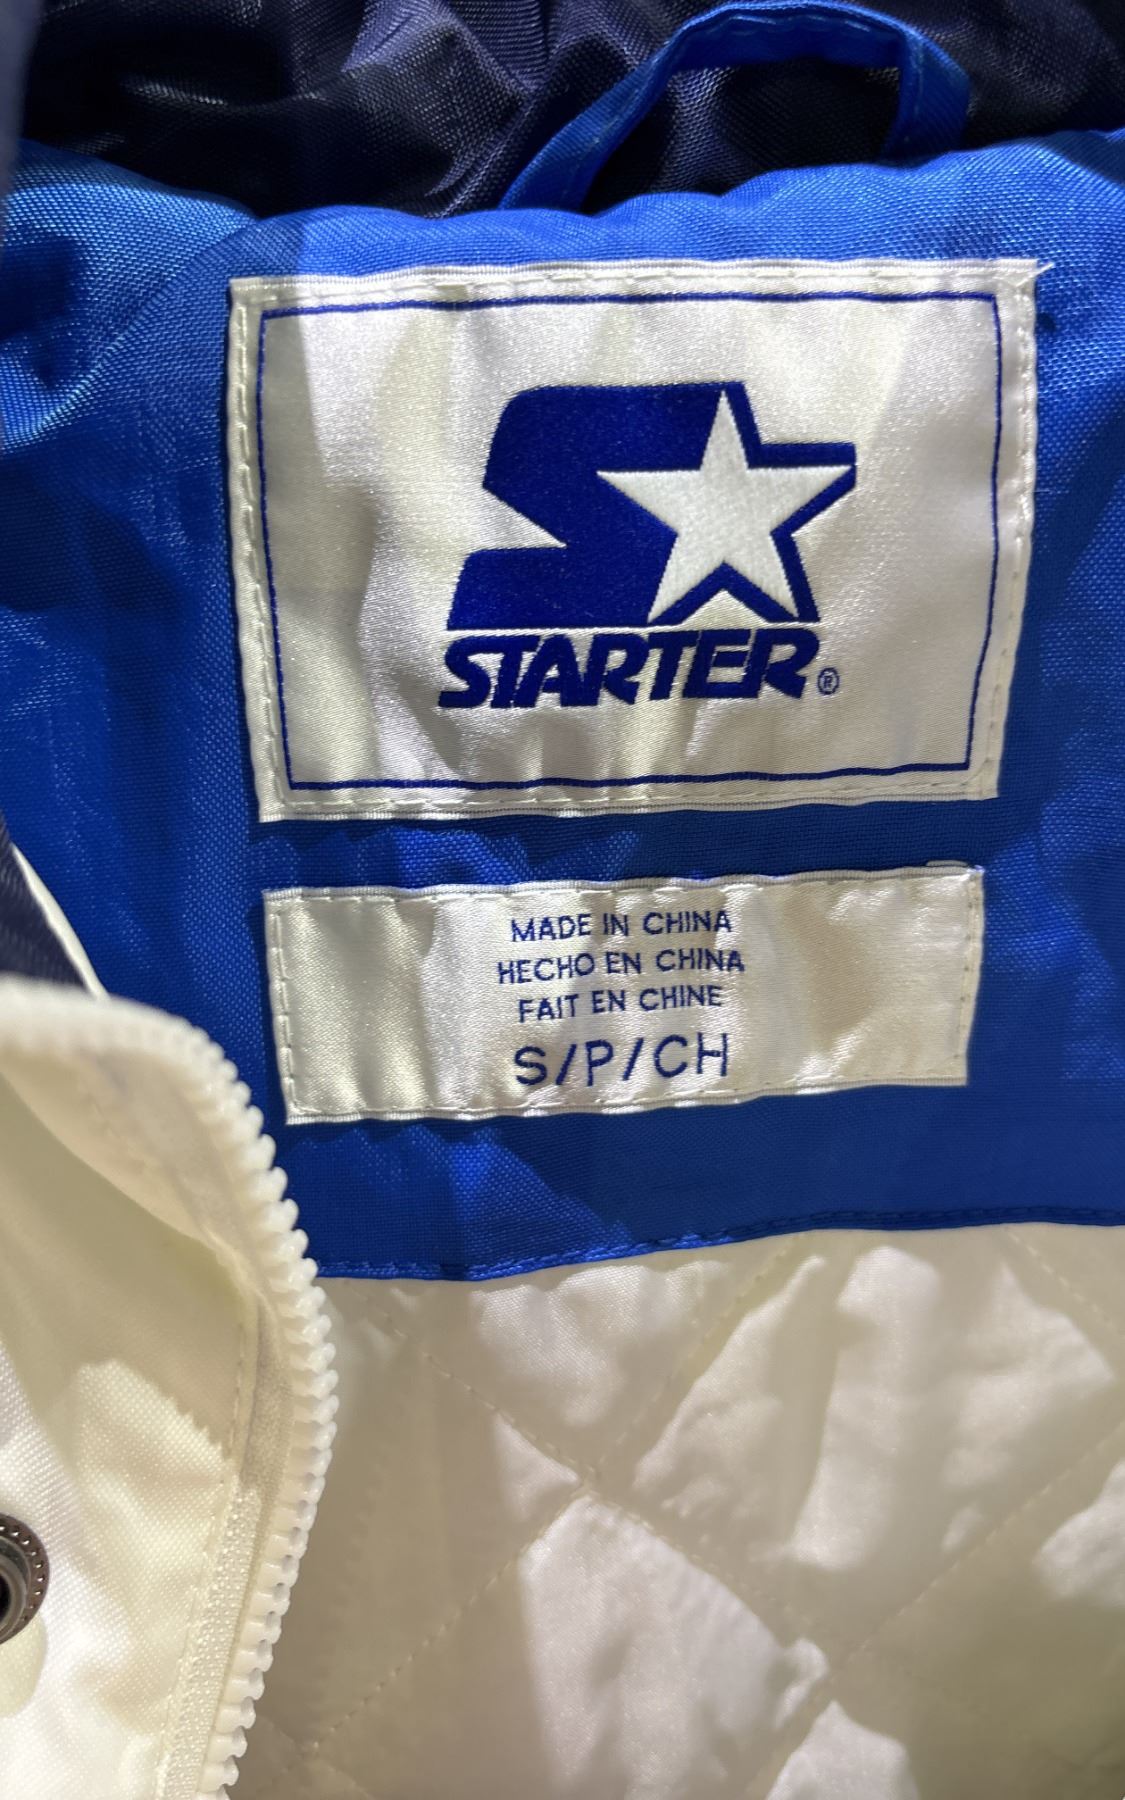 STARTER®
MADE IN CHINA
HECHO EN CHINA
FAIT EN CHINE
S/P/CH